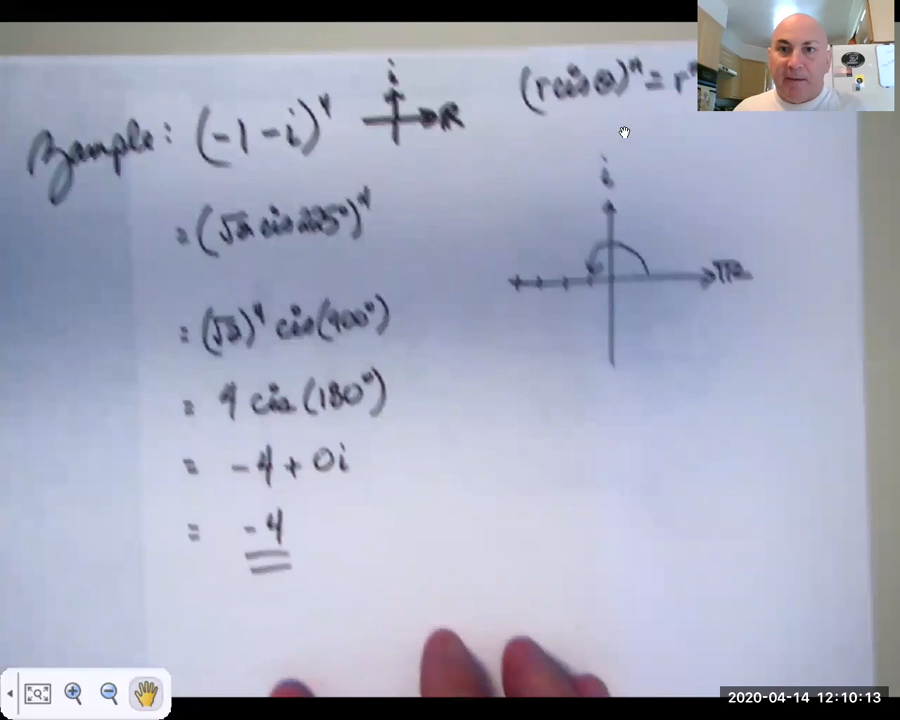 Example: (-1-i)⁴
i
R
(rcisθ)ⁿ = rⁿ
= (√2 cis 225°)⁴
i
ℝ
= (√2)⁴ cis(900°)
= 4 cis (180°)
= -4 + 0i
= -4
2020-04-14 12:10:13